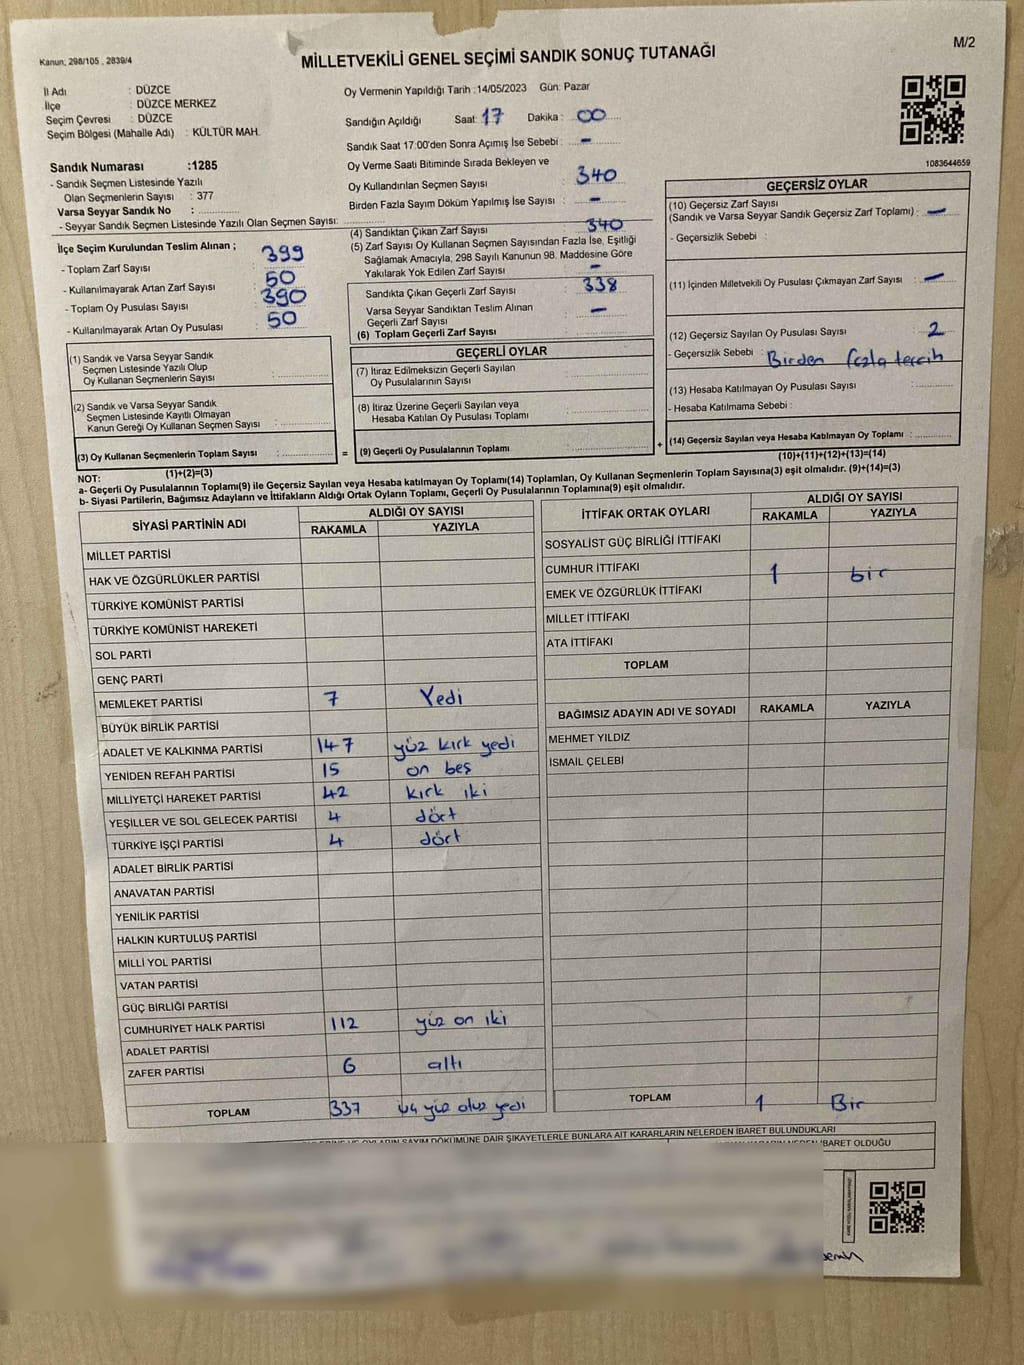 Kanun, 298/105 , 2839/4
MİLLETVEKİLİ GENEL SEÇİMİ SANDIK SONUÇ TUTANAĞI
M/2
İl Adı : DÜZCE
İlçe : DÜZCE MERKEZ
Seçim Çevresi : DÜZCE
Seçim Bölgesi (Mahalle Adı) : KÜLTÜR MAH.
Sandık Numarası :1285
- Sandık Seçmen Listesinde Yazılı
Olan Seçmenlerin Sayısı : 377
Varsa Seyyar Sandık No :
- Seyyar Sandık Seçmen Listesinde Yazılı Olan Seçmen Sayısı:
İlçe Seçim Kurulundan Teslim Alınan ;
- Toplam Zarf Sayısı : 399
- Kullanılmayarak Artan Zarf Sayısı : 50
- Toplam Oy Pusulası Sayısı : 390
- Kullanılmayarak Artan Oy Pusulası : 50
Oy Vermenin Yapıldığı Tarih :14/05/2023 Gün: Pazar
Sandığın Açıldığı Saat: 17 Dakika : 00
Sandık Saat 17:00'den Sonra Açımış İse Sebebi : -
Oy Verme Saati Bitiminde Sırada Bekleyen ve
Oy Kullandırılan Seçmen Sayısı : 340
Birden Fazla Sayım Döküm Yapılmış İse Sayısı : -
(4) Sandıktan Çıkan Zarf Sayısı : 340
(5) Zarf Sayısı Oy Kullanan Seçmen Sayısından Fazla İse, Eşitliği
Sağlamak Amacıyla, 298 Sayılı Kanunun 98. Maddesine Göre
Yakılarak Yok Edilen Zarf Sayısı : -
Sandıkta Çıkan Geçerli Zarf Sayısı : 338
Varsa Seyyar Sandıktan Teslim Alınan
Geçerli Zarf Sayısı : -
(6) Toplam Geçerli Zarf Sayısı :
1083644659
GEÇERSİZ OYLAR
(10) Geçersiz Zarf Sayısı
(Sandık ve Varsa Seyyar Sandık Geçersiz Zarf Toplamı) : -
- Geçersizlik Sebebi :
(11) İçinden Milletvekili Oy Pusulası Çıkmayan Zarf Sayısı : -
(12) Geçersiz Sayılan Oy Pusulası Sayısı : 2
- Geçersizlik Sebebi : Birden fazla tercih
(13) Hesaba Katılmayan Oy Pusulası Sayısı :
- Hesaba Katılmama Sebebi :
(14) Geçersiz Sayılan veya Hesaba Katılmayan Oy Toplamı :
(10)+(11)+(12)+(13)=(14)
(1) Sandık ve Varsa Seyyar Sandık
Seçmen Listesinde Yazılı Olup
Oy Kullanan Seçmenlerin Sayısı :
(2) Sandık ve Varsa Seyyar Sandık
Seçmen Listesinde Kayıtlı Olmayan
Kanun Gereği Oy Kullanan Seçmen Sayısı :
(3) Oy Kullanan Seçmenlerin Toplam Sayısı :
(1)+(2)=(3)
=
GEÇERLİ OYLAR
(7) İtiraz Edilmeksizin Geçerli Sayılan
Oy Pusulalarının Sayısı :
(8) İtiraz Üzerine Geçerli Sayılan veya
Hesaba Katılan Oy Pusulası Toplamı :
(9) Geçerli Oy Pusulalarının Toplamı :
+
NOT:
a- Geçerli Oy Pusulalarının Toplamı(9) ile Geçersiz Sayılan veya Hesaba katılmayan Oy Toplamı(14) Toplamları, Oy Kullanan Seçmenlerin Toplam Sayısına(3) eşit olmalıdır. (9)+(14)=(3)
b- Siyasi Partilerin, Bağımsız Adayların ve İttifakların Aldığı Ortak Oyların Toplamı, Geçerli Oy Pusulalarının Toplamına(9) eşit olmalıdır.
SİYASİ PARTİNİN ADI ALDIĞI OY SAYISI
RAKAMLA YAZIYLA
MİLLET PARTİSİ
HAK VE ÖZGÜRLÜKLER PARTİSİ
TÜRKİYE KOMÜNİST PARTİSİ
TÜRKİYE KOMÜNİST HAREKETİ
SOL PARTİ
GENÇ PARTİ
MEMLEKET PARTİSİ 7 Yedi
BÜYÜK BİRLİK PARTİSİ
ADALET VE KALKINMA PARTİSİ 147 yüz kırk yedi
YENİDEN REFAH PARTİSİ 15 on beş
MİLLİYETÇİ HAREKET PARTİSİ 42 kırk iki
YEŞİLLER VE SOL GELECEK PARTİSİ 4 dört
TÜRKİYE İŞÇİ PARTİSİ 4 dört
ADALET BİRLİK PARTİSİ
ANAVATAN PARTİSİ
YENİLİK PARTİSİ
HALKIN KURTULUŞ PARTİSİ
MİLLİ YOL PARTİSİ
VATAN PARTİSİ
GÜÇ BİRLİĞİ PARTİSİ
CUMHURİYET HALK PARTİSİ 112 yüz on iki
ADALET PARTİSİ
ZAFER PARTİSİ 6 altı
TOPLAM 337 üç yüz otuz yedi
İTTİFAK ORTAK OYLARI ALDIĞI OY SAYISI
RAKAMLA YAZIYLA
SOSYALİST GÜÇ BİRLİĞİ İTTİFAKI
CUMHUR İTTİFAKI 1 bir
EMEK VE ÖZGÜRLÜK İTTİFAKI
MİLLET İTTİFAKI
ATA İTTİFAKI
TOPLAM
BAĞIMSIZ ADAYIN ADI VE SOYADI RAKAMLA YAZIYLA
MEHMET YILDIZ
İSMAİL ÇELEBİ
TOPLAM 1 Bir
OYLARIN SAYIM DÖKÜMÜNE DAİR ŞİKAYETLERLE BUNLARA AİT KARARLARIN NELERDEN İBARET BULUNDUKLARI
İBARET OLDUĞU